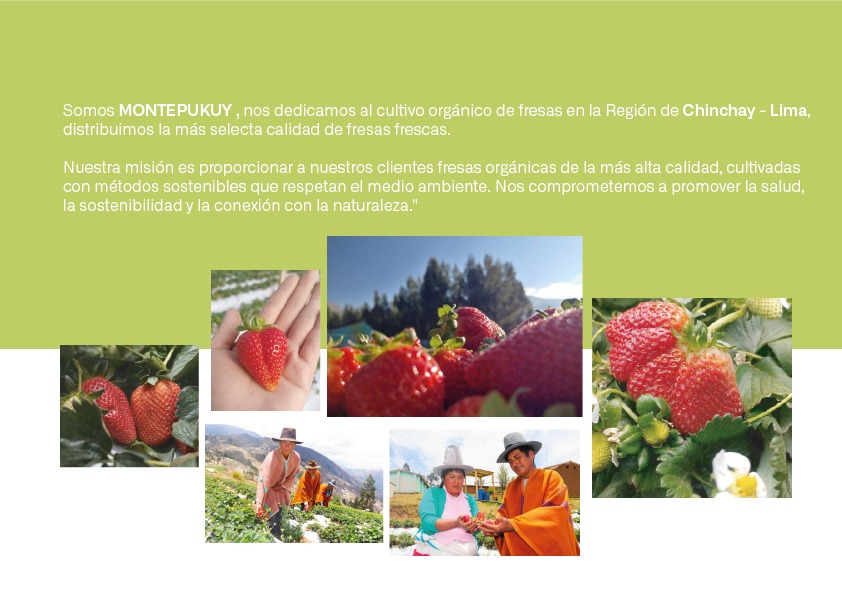 Somos MONTEPUKUY , nos dedicamos al cultivo orgánico de fresas en la Región de Chinchay - Lima,
distribuimos la más selecta calidad de fresas frescas.
Nuestra misión es proporcionar a nuestros clientes fresas orgánicas de la más alta calidad, cultivadas
con métodos sostenibles que respetan el medio ambiente. Nos comprometemos a promover la salud,
la sostenibilidad y la conexión con la naturaleza."